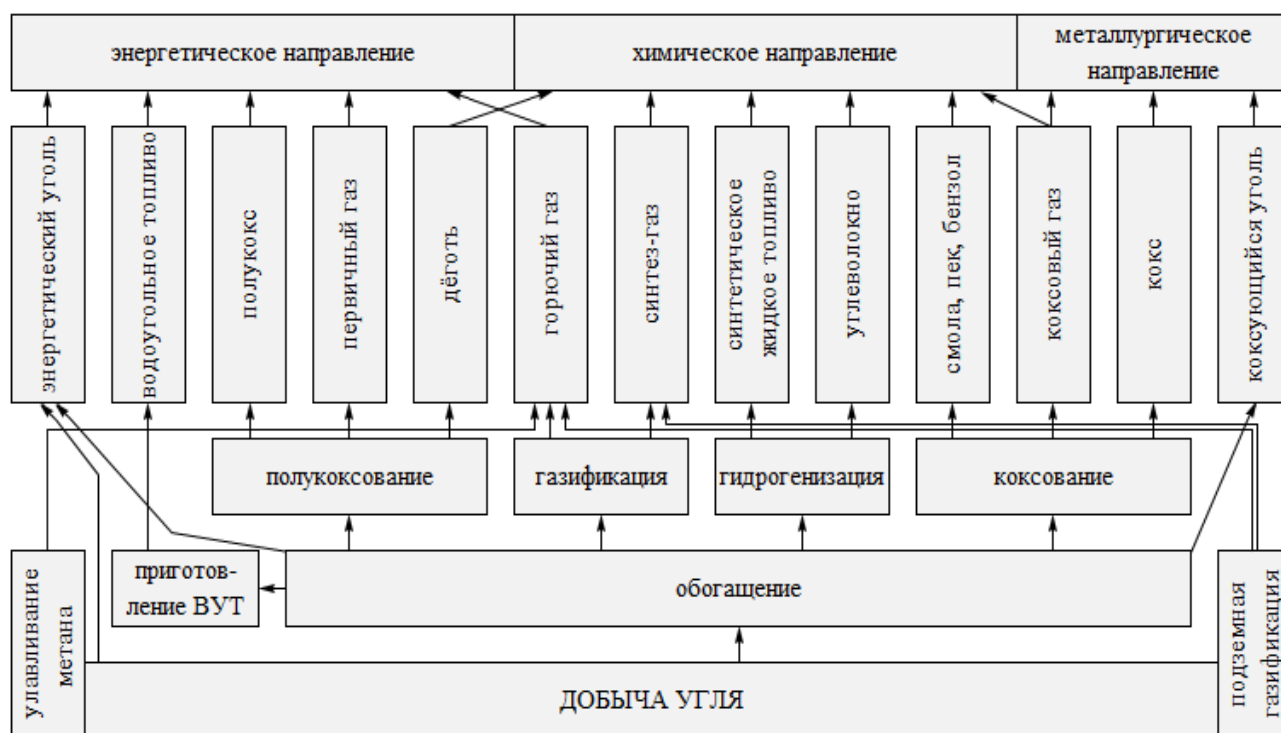 энергетическое направление
химическое направление
металлургическое
направление
энергетический уголь
водоугольное топливо
полукокс
первичный газ
дёготь
горючий газ
синтез-газ
синтетическое
жидкое топливо
углеволокно
смола, пек, бензол
коксовый газ
кокс
коксующийся уголь
полукоксование
газификация
гидрогенизация
коксование
улавливание
метана
приготов-
ление ВУТ
обогащение
подземная
газификация
ДОБЫЧА УГЛЯ